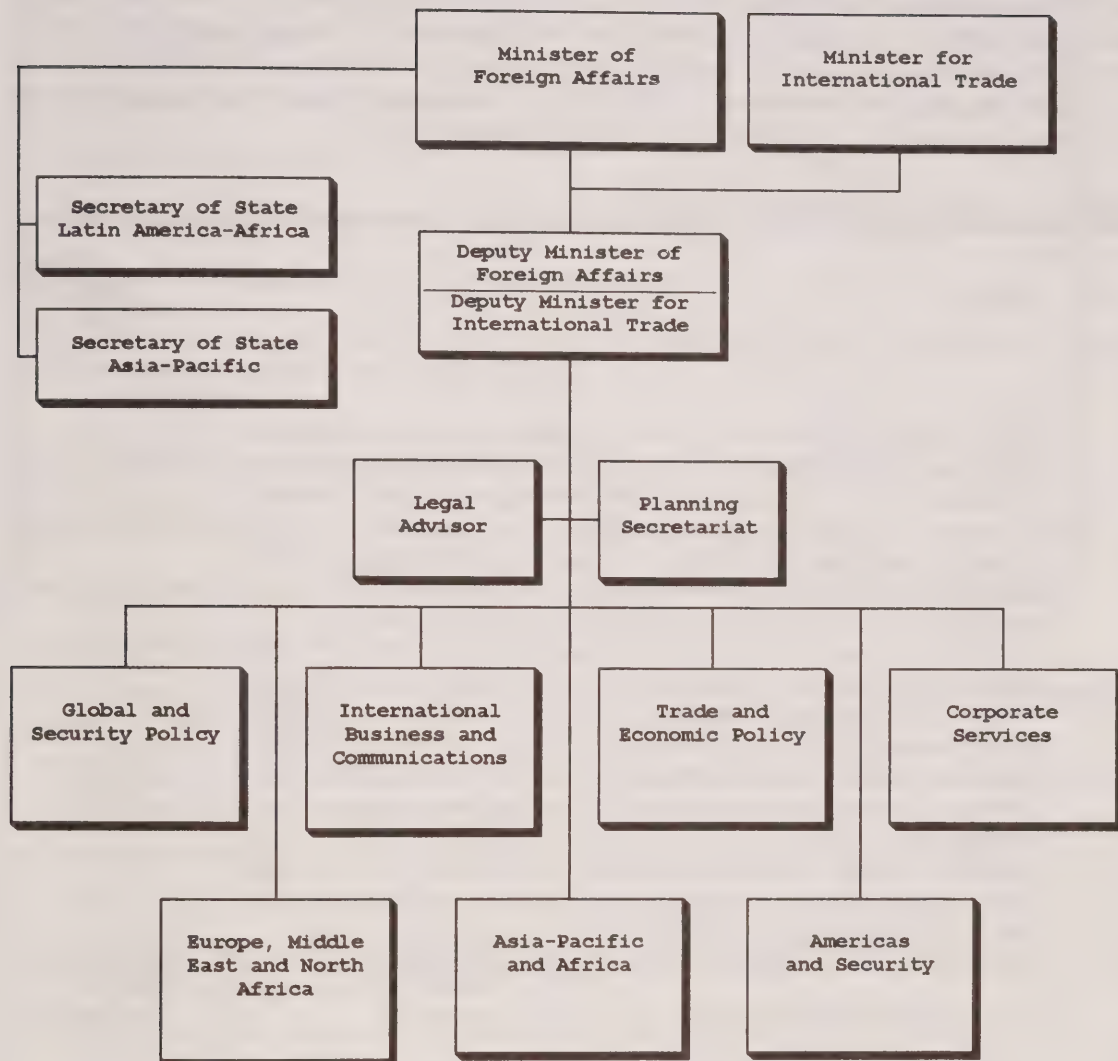 Minister of
Foreign Affairs
Minister for
International Trade
Secretary of State
Latin America-Africa
Deputy Minister of
Foreign Affairs
Deputy Minister for
International Trade
Secretary of State
Asia-Pacific
Legal
Advisor
Planning
Secretariat
Global and
Security Policy
International
Business and
Communications
Trade and
Economic Policy
Corporate
Services
Europe, Middle
East and North
Africa
Asia-Pacific
and Africa
Americas
and Security